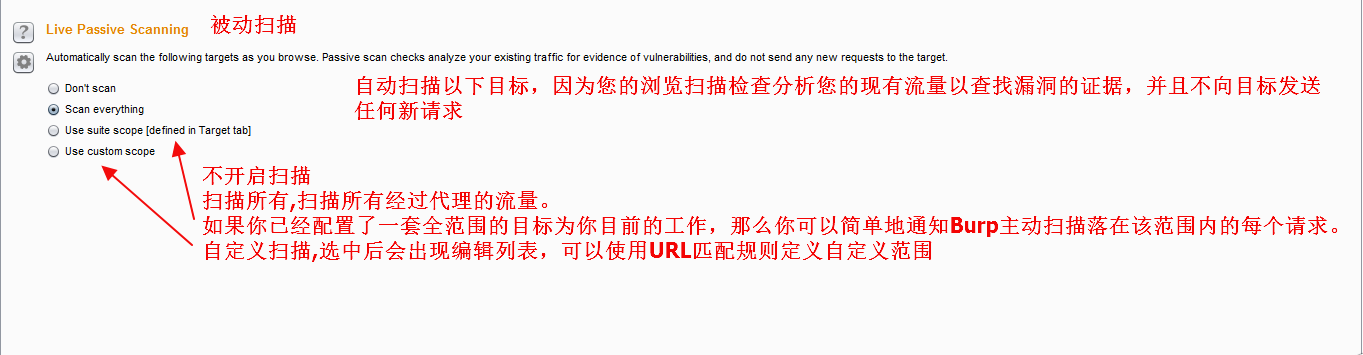 Live Passive Scanning 被动扫描
Automatically scan the following targets as you browse. Passive scan checks analyze your existing traffic for evidence of vulnerabilities, and do not send any new requests to the target.
Don't scan
自动扫描以下目标，因为您的浏览扫描检查分析您的现有流量以查找漏洞的证据，并且不向目标发送
Scan everything
任何新请求
Use suite scope [defined in Target tab]
Use custom scope
不开启扫描
扫描所有,扫描所有经过代理的流量。
如果你已经配置了一套全范围的目标为你目前的工作，那么你可以简单地通知Burp主动扫描落在该范围内的每个请求。
自定义扫描,选中后会出现编辑列表，可以使用URL匹配规则定义自定义范围